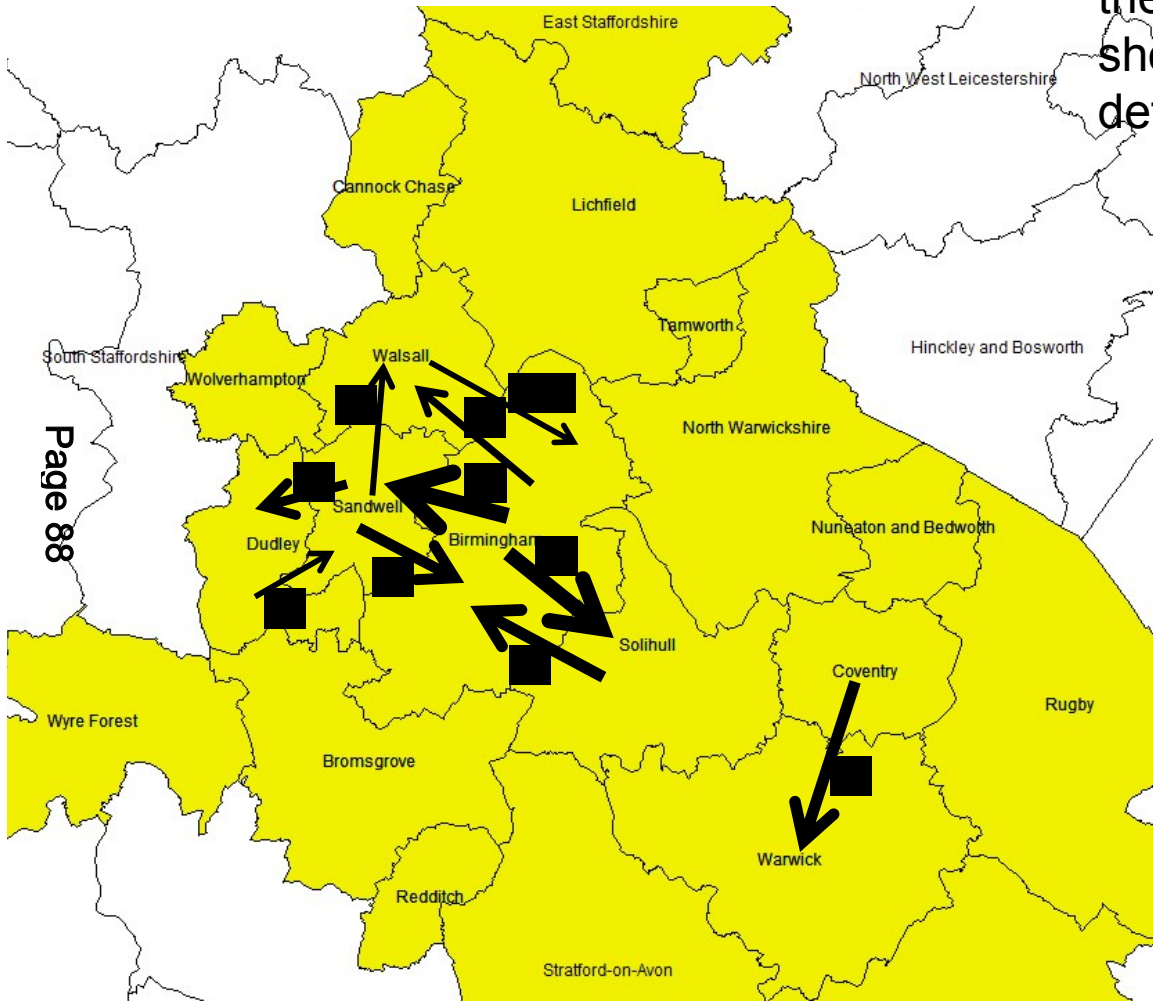 East Staffordshire
North West Leicestershire
Cannock Chase
Lichfield
Tamworth
South Staffordshire
Wolverhampton
Walsall
Hinckley and Bosworth
North Warwickshire
Page 88
Sandwell
Nuneaton and Bedworth
Dudley
Birmingham
Solihull
Coventry
Rugby
Wyre Forest
Bromsgrove
Warwick
Redditch
Stratford-on-Avon